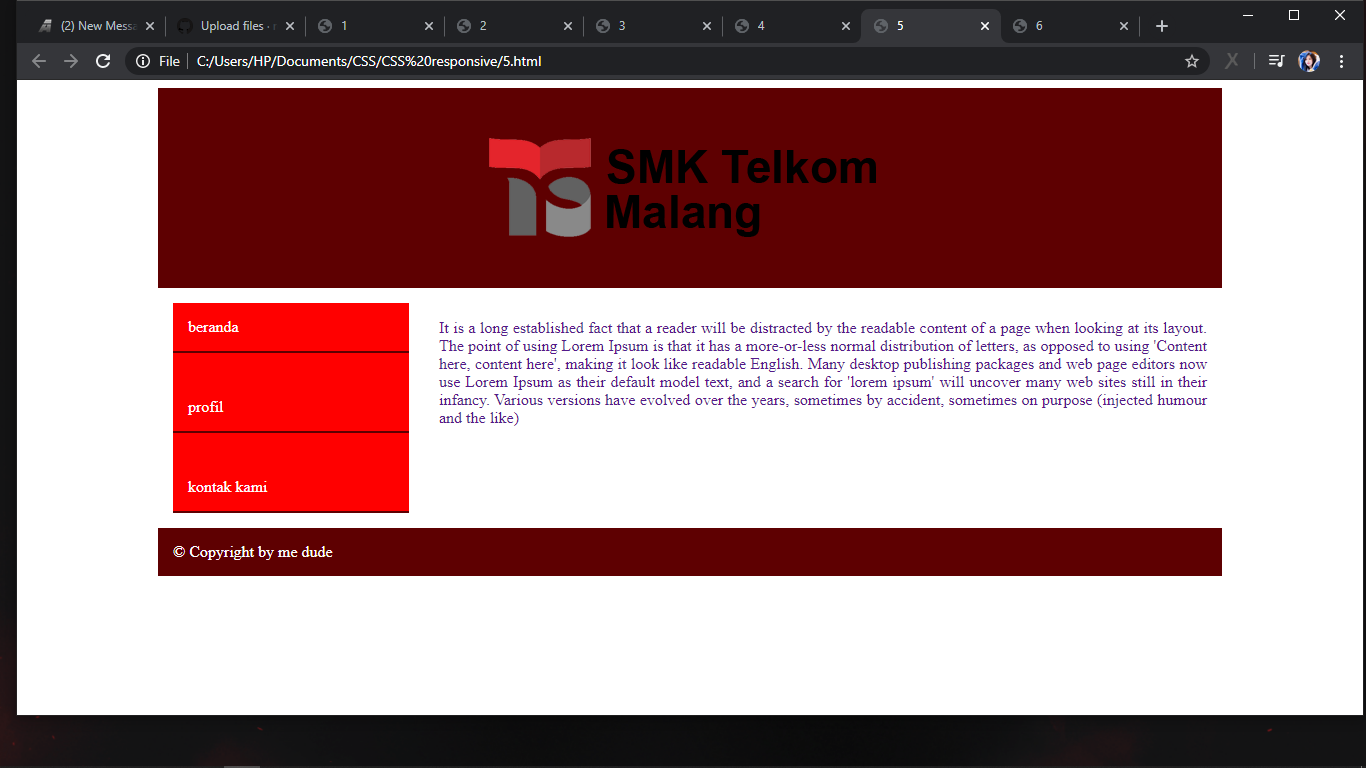 (2) New Messa
Upload files · r
1
2
3
4
5
6
File
C:/Users/HP/Documents/CSS/CSS%20responsive/5.html
SMK Telkom
Malang
beranda
profil
kontak kami
It is a long established fact that a reader will be distracted by the readable content of a page when looking at its layout.
The point of using Lorem Ipsum is that it has a more-or-less normal distribution of letters, as opposed to using 'Content
here, content here', making it look like readable English. Many desktop publishing packages and web page editors now
use Lorem Ipsum as their default model text, and a search for 'lorem ipsum' will uncover many web sites still in their
infancy. Various versions have evolved over the years, sometimes by accident, sometimes on purpose (injected humour
and the like)
© Copyright by me dude